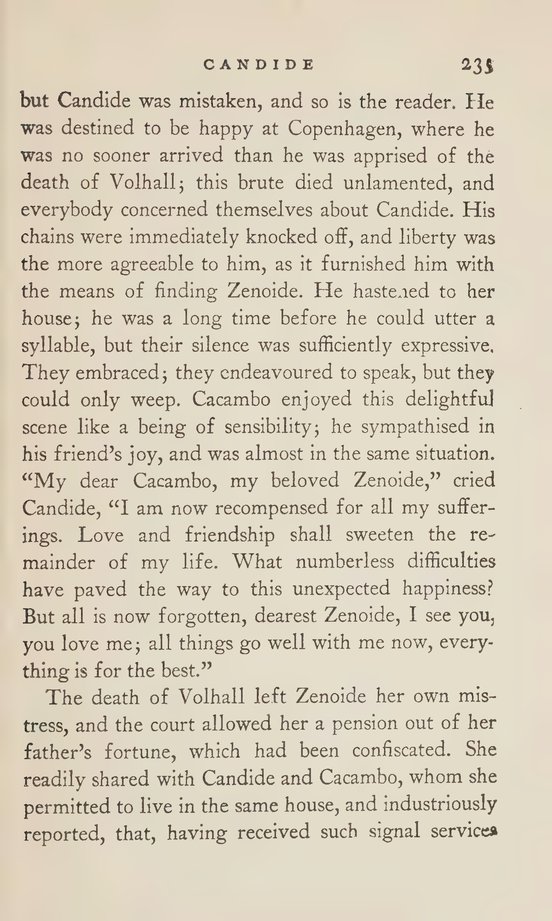 CANDIDE 235
but Candide was mistaken, and so is the reader. He
was destined to be happy at Copenhagen, where he
was no sooner arrived than he was apprised of the
death of Volhall; this brute died unlamented, and
everybody concerned themselves about Candide. His
chains were immediately knocked off, and liberty was
the more agreeable to him, as it furnished him with
the means of finding Zenoide. He hastened to her
house; he was a long time before he could utter a
syllable, but their silence was sufficiently expressive.
They embraced; they endeavoured to speak, but they
could only weep. Cacambo enjoyed this delightful
scene like a being of sensibility; he sympathised in
his friend's joy, and was almost in the same situation.
“My dear Cacambo, my beloved Zenoide,” cried
Candide, “I am now recompensed for all my suffer-
ings. Love and friendship shall sweeten the re-
mainder of my life. What numberless difficulties
have paved the way to this unexpected happiness?
But all is now forgotten, dearest Zenoide, I see you,
you love me; all things go well with me now, every-
thing is for the best.”
The death of Volhall left Zenoide her own mis-
tress, and the court allowed her a pension out of her
father's fortune, which had been confiscated. She
readily shared with Candide and Cacambo, whom she
permitted to live in the same house, and industriously
reported, that, having received such signal services